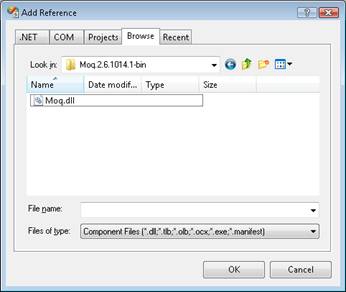 Add Reference
.NET COM Projects Browse Recent
Look in: Moq.2.6.1014.1-bin
Name Date modif... Type Size
Moq.dll
File name:
Files of type: Component Files (*.dll;*.tlb;*.olb;*.ocx;*.exe;*.manifest)
OK Cancel